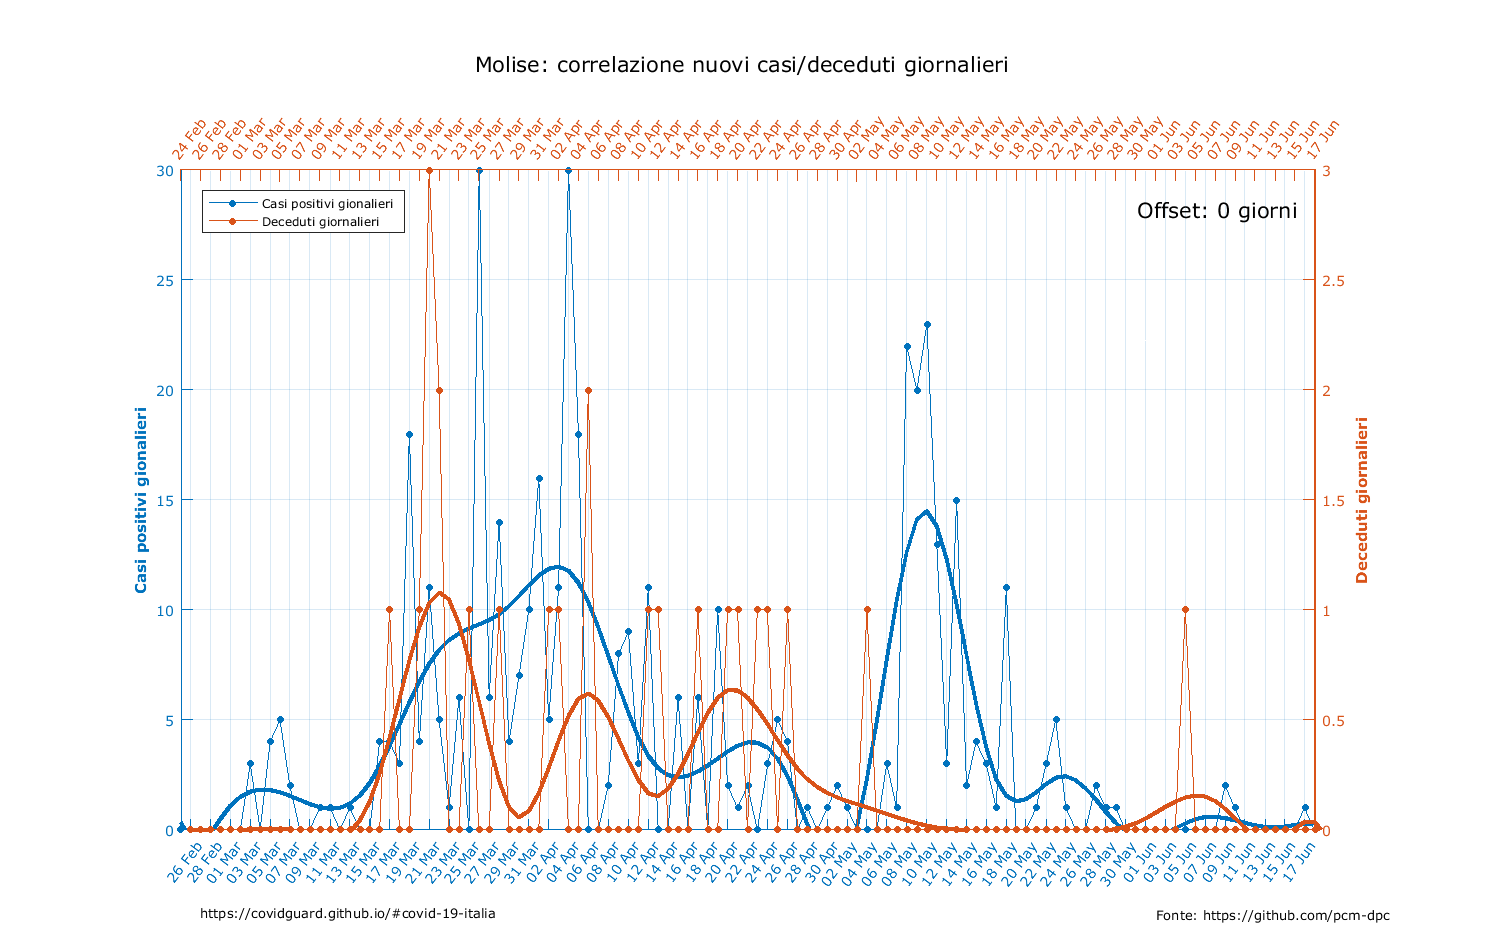 Molise: correlazione nuovi casi/deceduti giornalieri
24 Feb
26 Feb
28 Feb
01 Mar
03 Mar
05 Mar
07 Mar
09 Mar
11 Mar
13 Mar
15 Mar
17 Mar
19 Mar
21 Mar
23 Mar
25 Mar
27 Mar
29 Mar
31 Mar
02 Apr
04 Apr
06 Apr
08 Apr
10 Apr
12 Apr
14 Apr
16 Apr
18 Apr
20 Apr
22 Apr
24 Apr
26 Apr
28 Apr
30 Apr
02 May
04 May
06 May
08 May
10 May
12 May
14 May
16 May
18 May
20 May
22 May
24 May
26 May
28 May
30 May
01 Jun
03 Jun
05 Jun
07 Jun
09 Jun
11 Jun
13 Jun
15 Jun
17 Jun
Casi positivi gionalieri
Deceduti giornalieri
Offset: 0 giorni
30
25
20
15
10
5
0
Casi positivi gionalieri
3
2.5
2
1.5
1
0.5
0
Deceduti giornalieri
26 Feb
28 Feb
01 Mar
03 Mar
05 Mar
07 Mar
09 Mar
11 Mar
13 Mar
15 Mar
17 Mar
19 Mar
21 Mar
23 Mar
25 Mar
27 Mar
29 Mar
31 Mar
02 Apr
04 Apr
06 Apr
08 Apr
10 Apr
12 Apr
14 Apr
16 Apr
18 Apr
20 Apr
22 Apr
24 Apr
26 Apr
28 Apr
30 Apr
02 May
04 May
06 May
08 May
10 May
12 May
14 May
16 May
18 May
20 May
22 May
24 May
26 May
28 May
30 May
01 Jun
03 Jun
05 Jun
07 Jun
09 Jun
11 Jun
13 Jun
15 Jun
17 Jun
https://covidguard.github.io/#covid-19-italia
Fonte: https://github.com/pcm-dpc